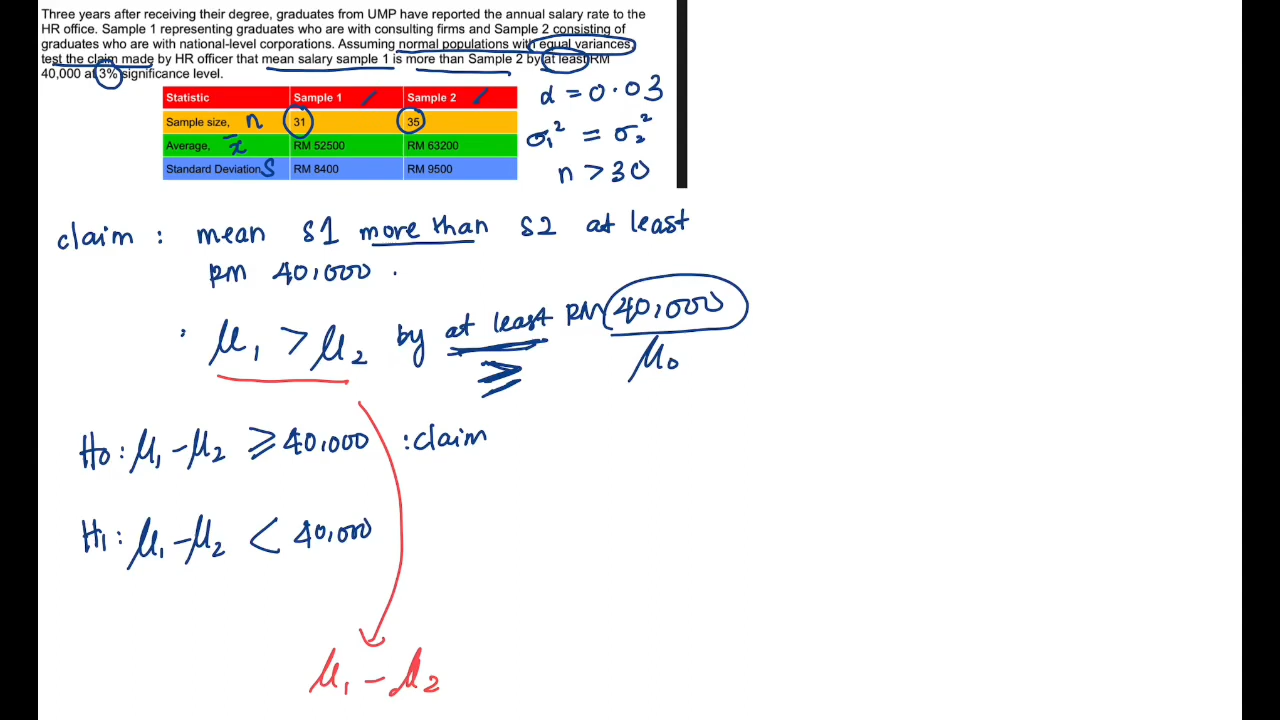 Three years after receiving their degree, graduates from UMP have reported the annual salary rate to the
HR office. Sample 1 representing graduates who are with consulting firms and Sample 2 consisting of
graduates who are with national-level corporations. Assuming normal populations with equal variances,
test the claim made by HR officer that mean salary sample 1 is more than Sample 2 by at least RM
40,000 at 3% significance level.
Statistic Sample 1 Sample 2
Sample size, n 31 35
Average, x̄ RM 52500 RM 63200
Standard Deviation S RM 8400 RM 9500
α = 0.03
σ₁² = σ₂²
n > 30
claim : mean S1 more than S2 at least
RM 40,000 .
: μ₁ > μ₂ by at least RM 40,000
≥ μ₀
H₀ : μ₁ - μ₂ ≥ 40,000 : claim
H₁ : μ₁ - μ₂ < 40,000
μ₁ - μ₂